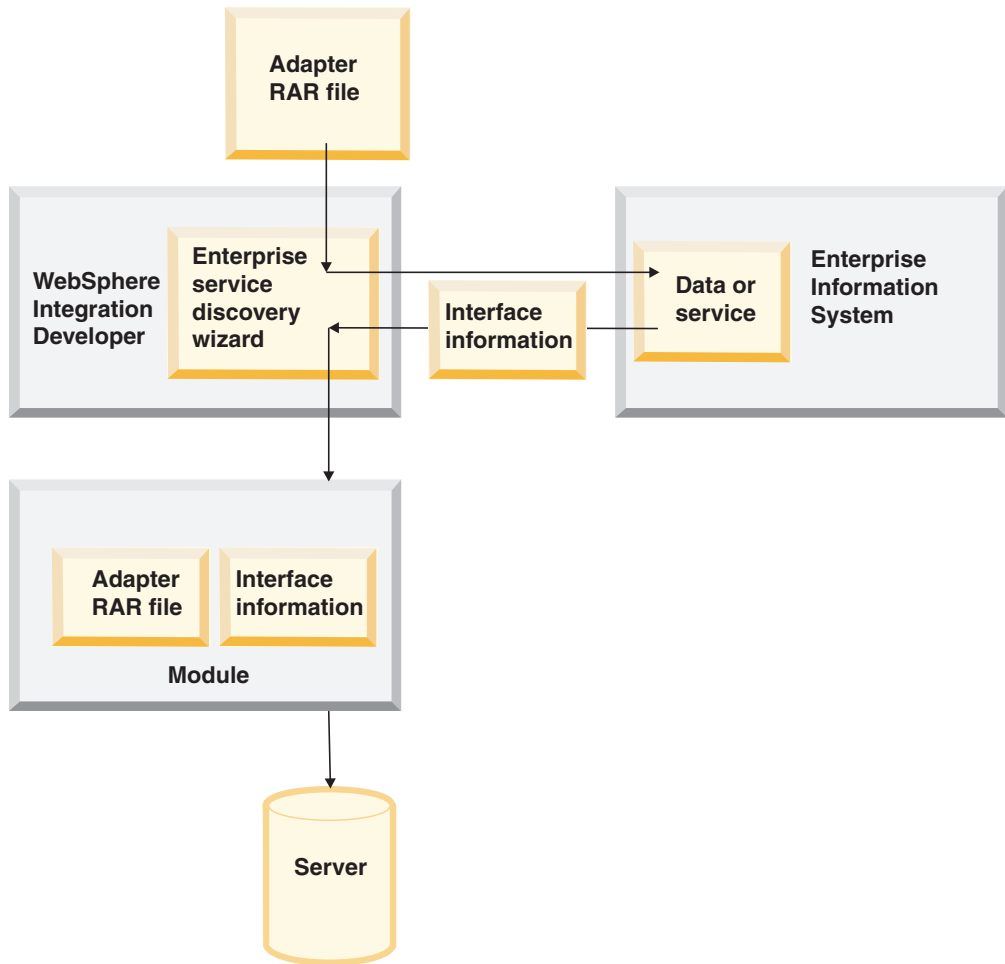 Adapter
RAR file
WebSphere
Integration
Developer
Enterprise
service
discovery
wizard
Interface
information
Data or
service
Enterprise
Information
System
Adapter
RAR file
Interface
information
Module
Server